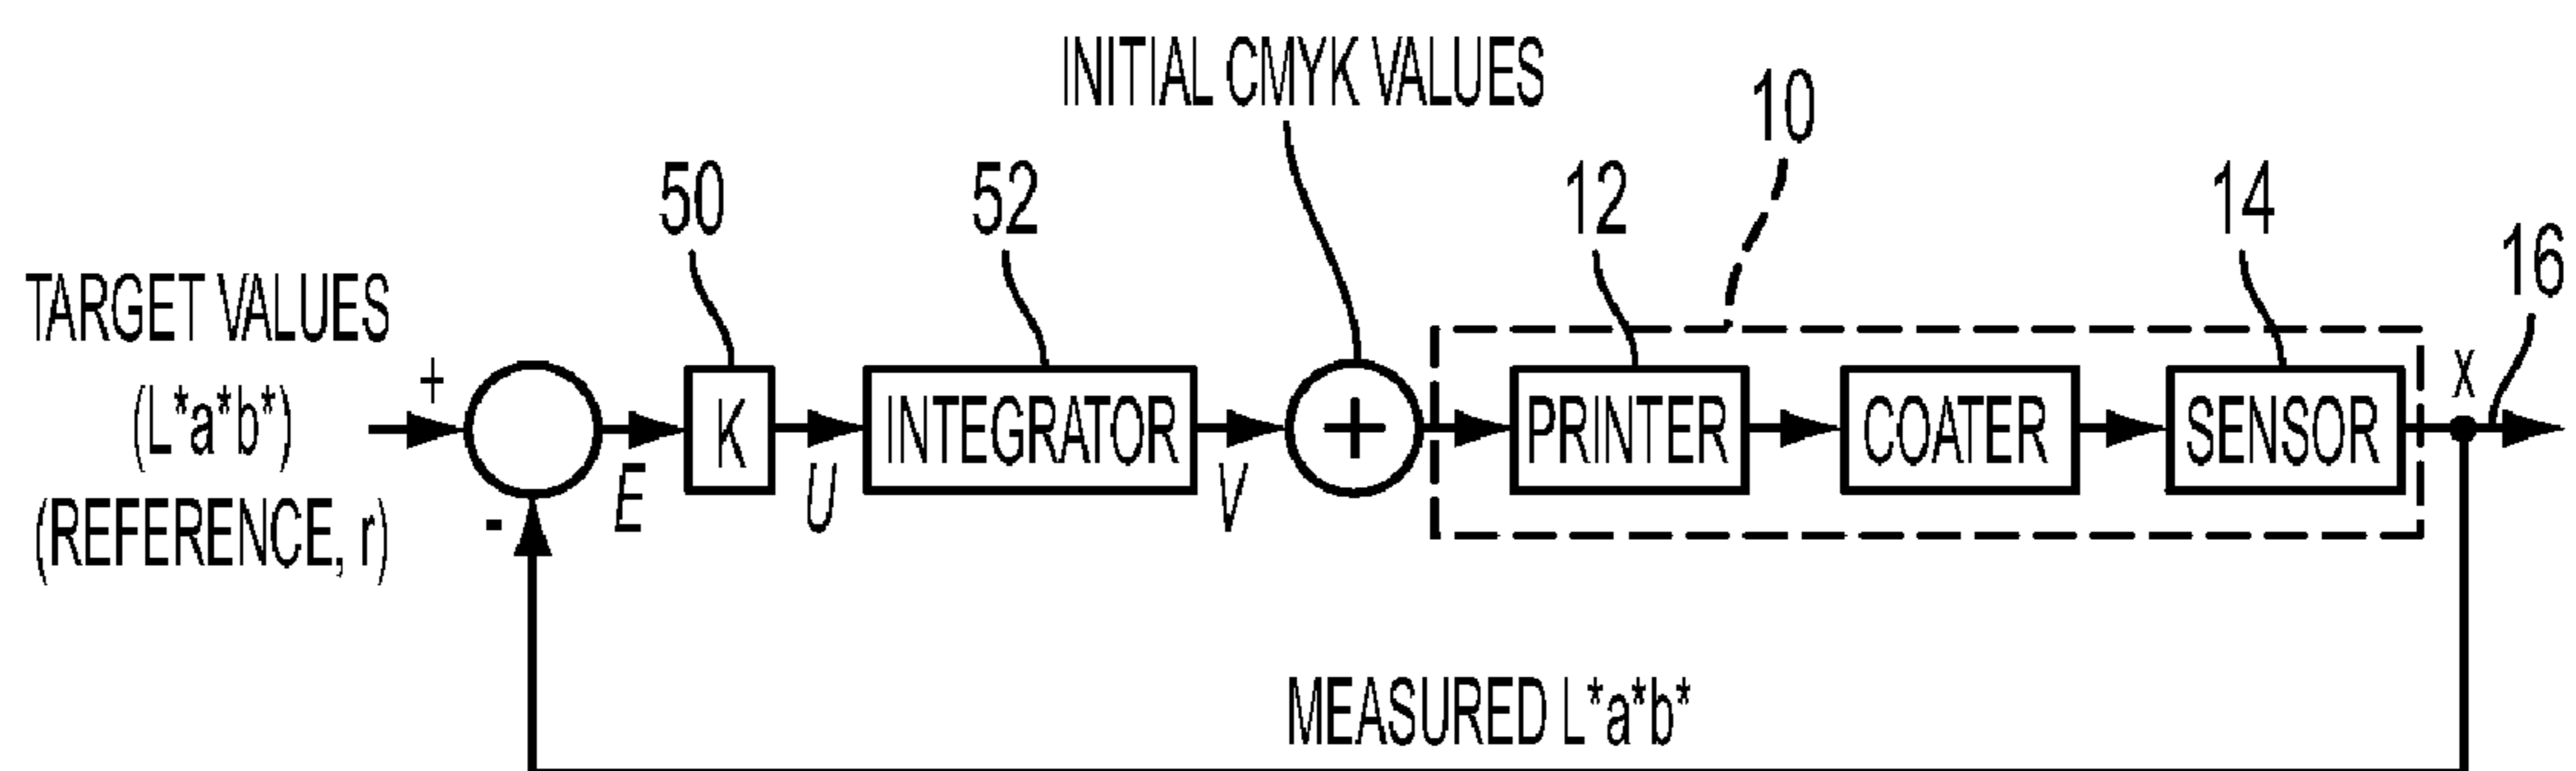 INITIAL CMYK VALUES
10
50
52
12
14
16
TARGET VALUES
(L*a*b*)
(REFERENCE, r)
+
-
E
K
U
INTEGRATOR
V
+
PRINTER
COATER
SENSOR
X
MEASURED L*a*b*